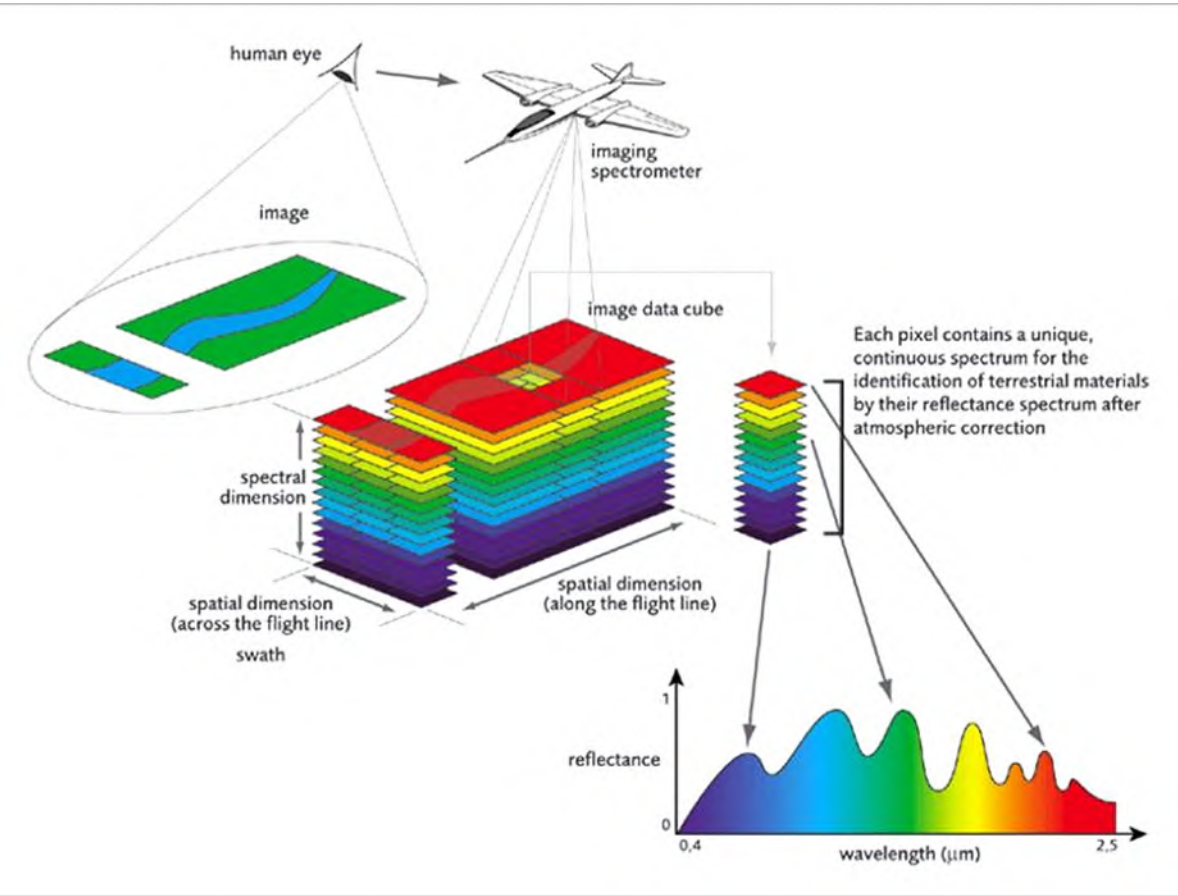 human eye
imaging
spectrometer
image
image data cube
Each pixel contains a unique,
continuous spectrum for the
identification of terrestrial materials
by their reflectance spectrum after
atmospheric correction
spectral
dimension
spatial dimension
(along the flight line)
spatial dimension
(across the flight line)
swath
1
reflectance
0
0,4
2,5
wavelength (μm)